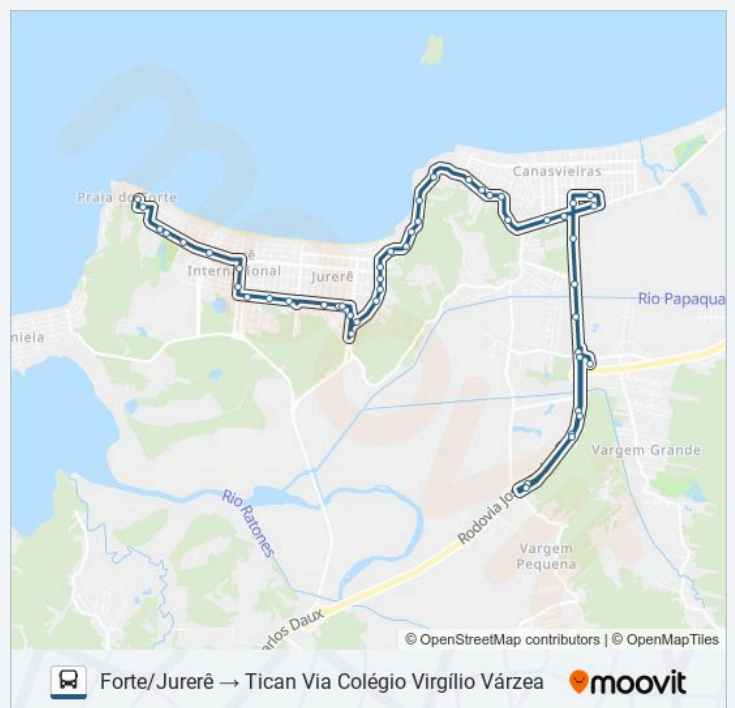 Canasvieiras
Praia do Forte
rê
Internacional
Jurerê
Rio Papaqua
niela
Vargem Grande
Rio Ratones
Rodovia Jo
Vargem
Pequena
arlos Daux
© OpenStreetMap contributors | © OpenMapTiles
Forte/Jurerê → Tican Via Colégio Virgílio Várzea
moovit